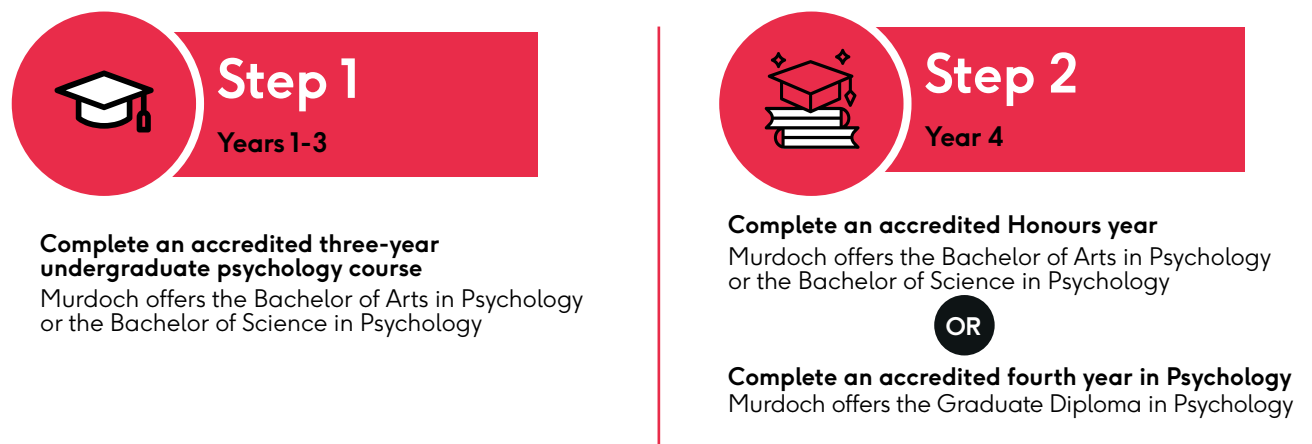 Step 1
Years 1-3
Complete an accredited three-year
undergraduate psychology course
Murdoch offers the Bachelor of Arts in Psychology
or the Bachelor of Science in Psychology
Step 2
Year 4
Complete an accredited Honours year
Murdoch offers the Bachelor of Arts in Psychology
or the Bachelor of Science in Psychology
OR
Complete an accredited fourth year in Psychology
Murdoch offers the Graduate Diploma in Psychology